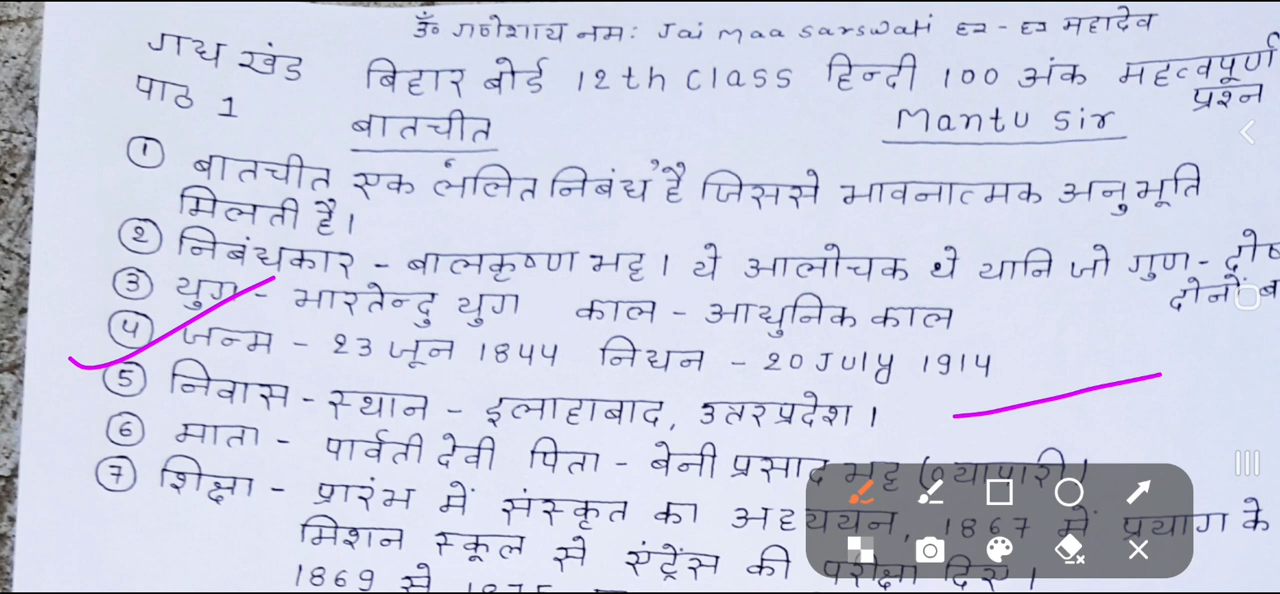 ॐ गणेशाय नमः Jai maa sarswati हर - हर महादेव
गद्य खंड
बिहार बोर्ड 12th class हिन्दी 100 अंक महत्वपूर्ण प्रश्न
पाठ 1
बातचीत
Mantu Sir
① बातचीत एक ललित निबंध है जिससे भावनात्मक अनुभूति
मिलती है।
② निबंधकार - बालकृष्ण भट्ट। ये आलोचक थे यानि जो गुण - दोष
दोनों
③ युग - भारतेन्दु युग काल - आधुनिक काल
④ जन्म - 23 जून 1844 निधन - 20 July 1914
⑤ निवास - स्थान - इलाहाबाद, उतरप्रदेश।
⑥ माता - पार्वती देवी पिता - बेनी प्रसाद भट्ट (व्यापारी)
⑦ शिक्षा - प्रारंभ में संस्कृत का अध्ययन, 1867 में प्रयाग के
मिशन स्कूल से एंट्रेंस की परीक्षा दिए।
1869 से 1875